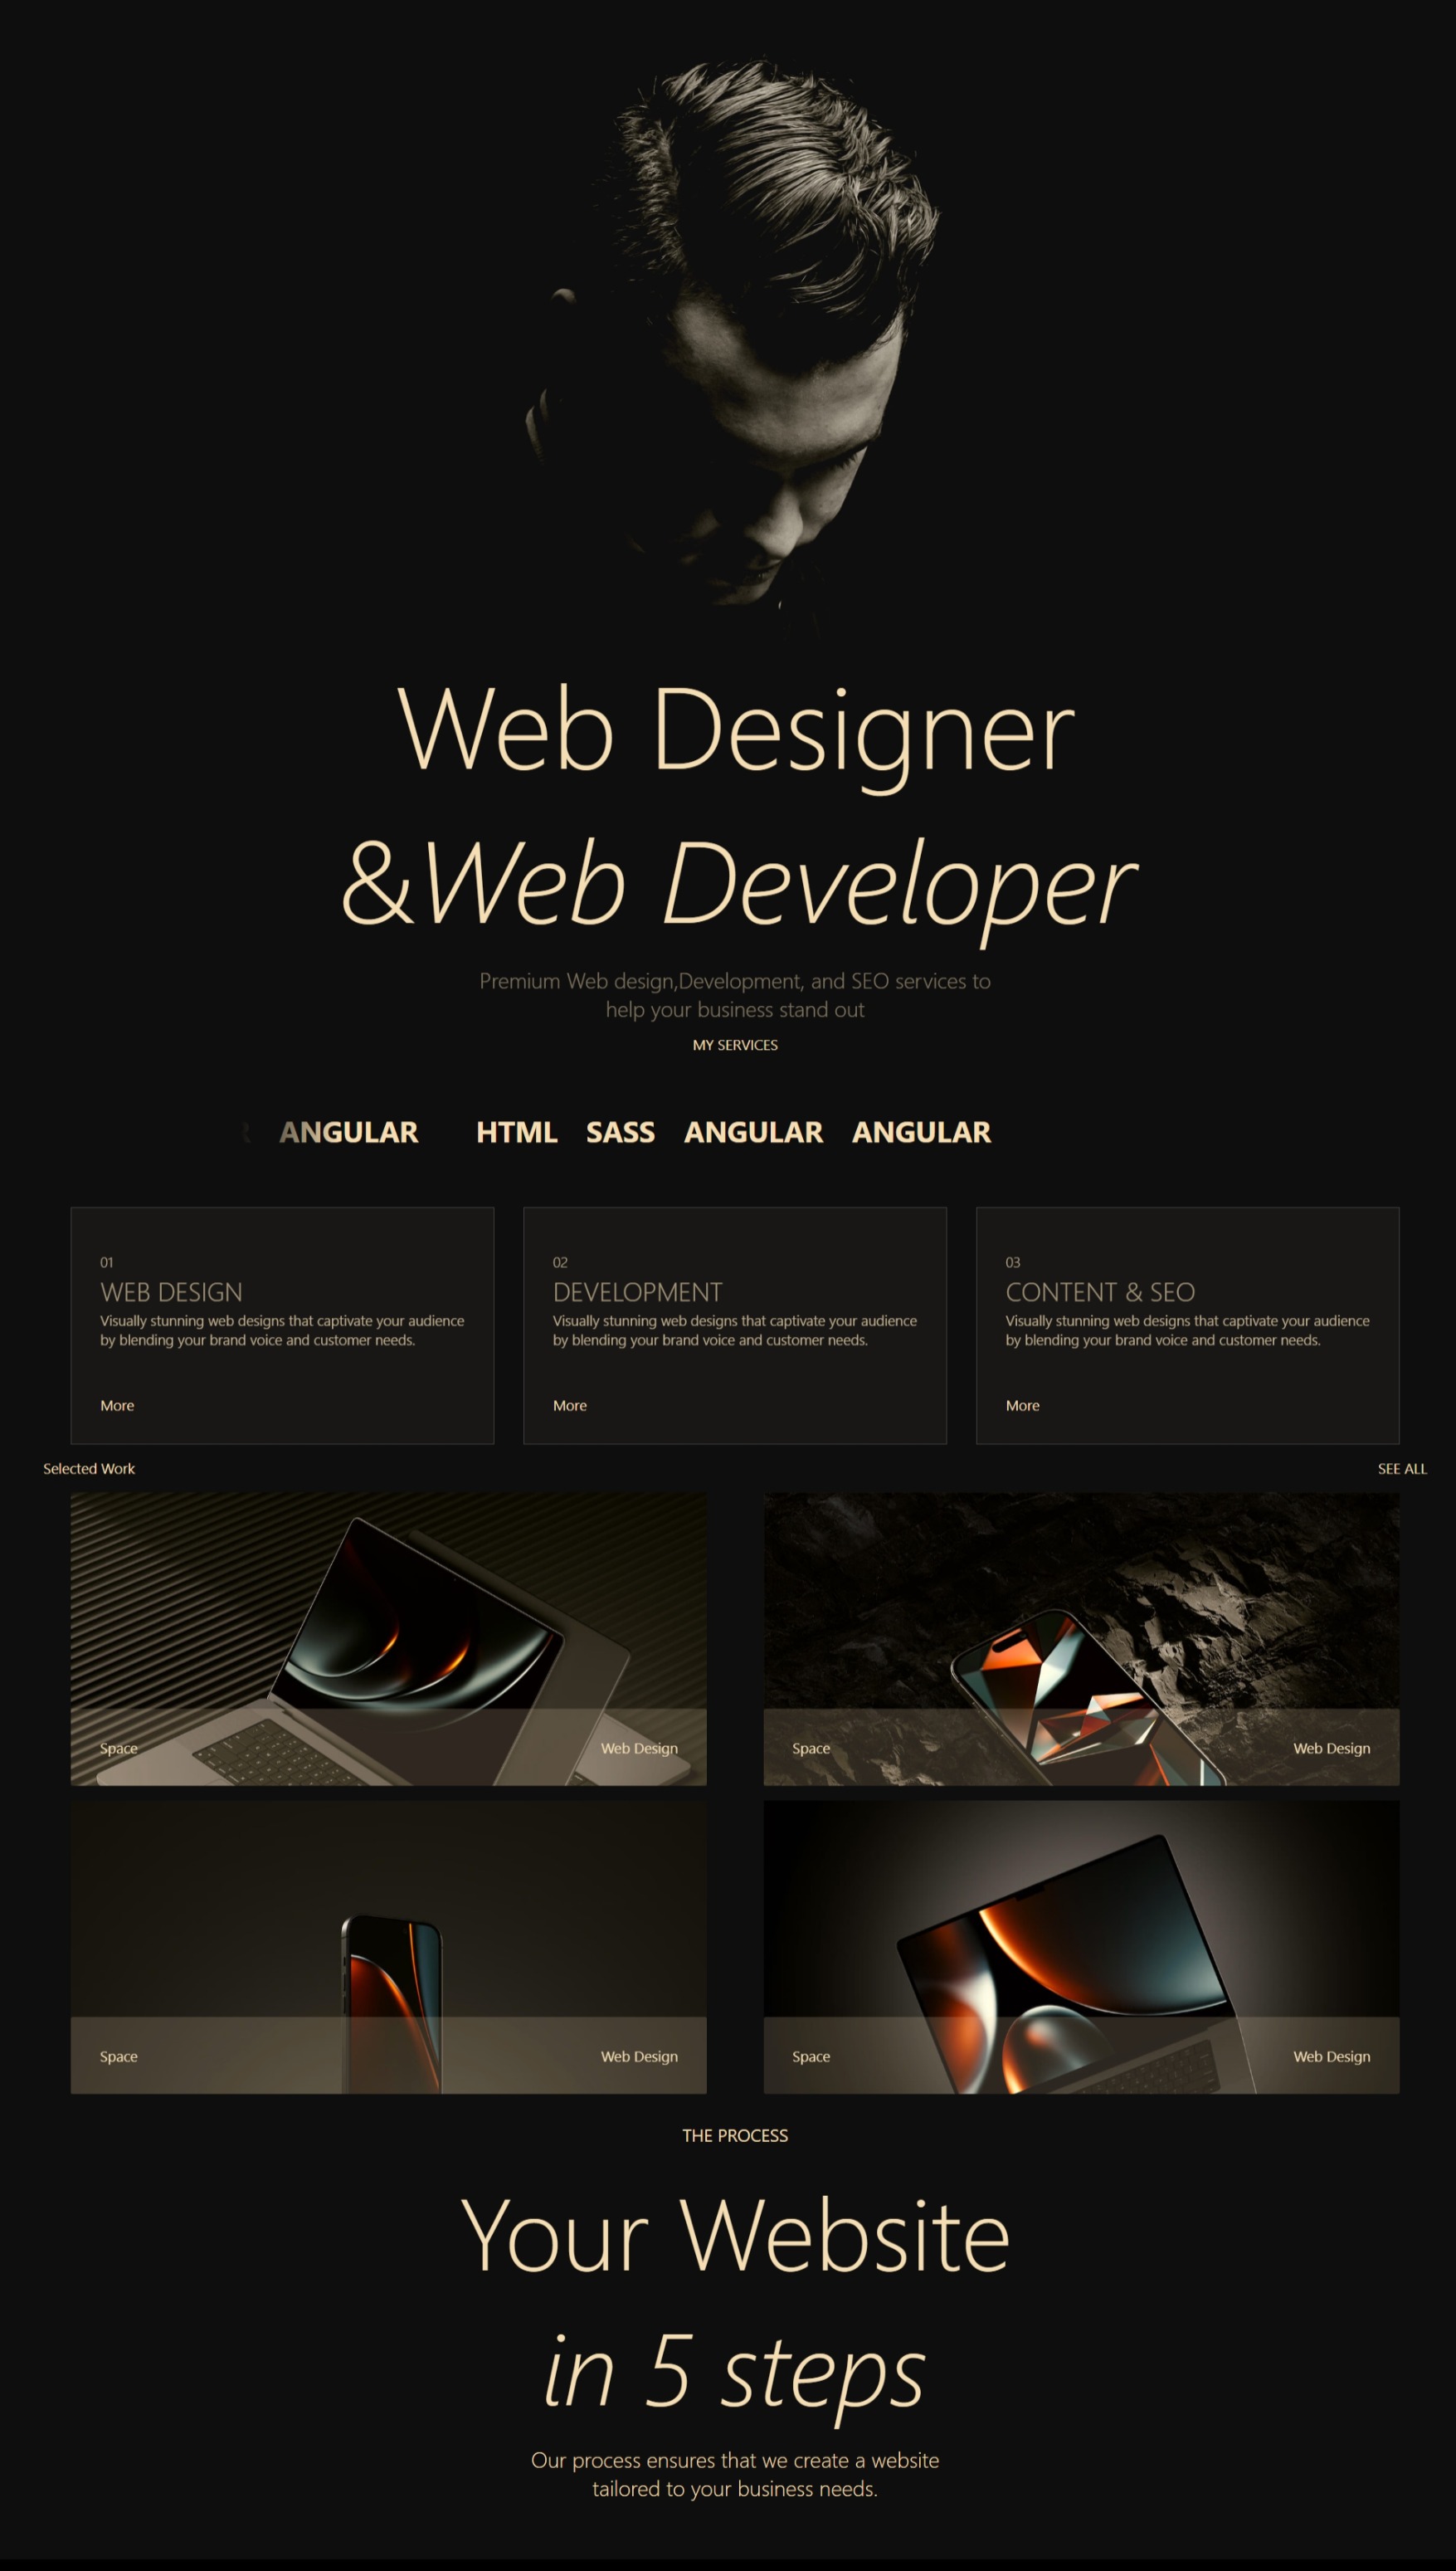 Web Designer
&Web Developer
Premium Web design,Development, and SEO services to
help your business stand out
MY SERVICES
R ANGULAR HTML SASS ANGULAR ANGULAR
01
WEB DESIGN
Visually stunning web designs that captivate your audience
by blending your brand voice and customer needs.
More
02
DEVELOPMENT
Visually stunning web designs that captivate your audience
by blending your brand voice and customer needs.
More
03
CONTENT & SEO
Visually stunning web designs that captivate your audience
by blending your brand voice and customer needs.
More
Selected Work
SEE ALL
Space
Web Design
Space
Web Design
Space
Web Design
Space
Web Design
THE PROCESS
Your Website
in 5 steps
Our process ensures that we create a website
tailored to your business needs.